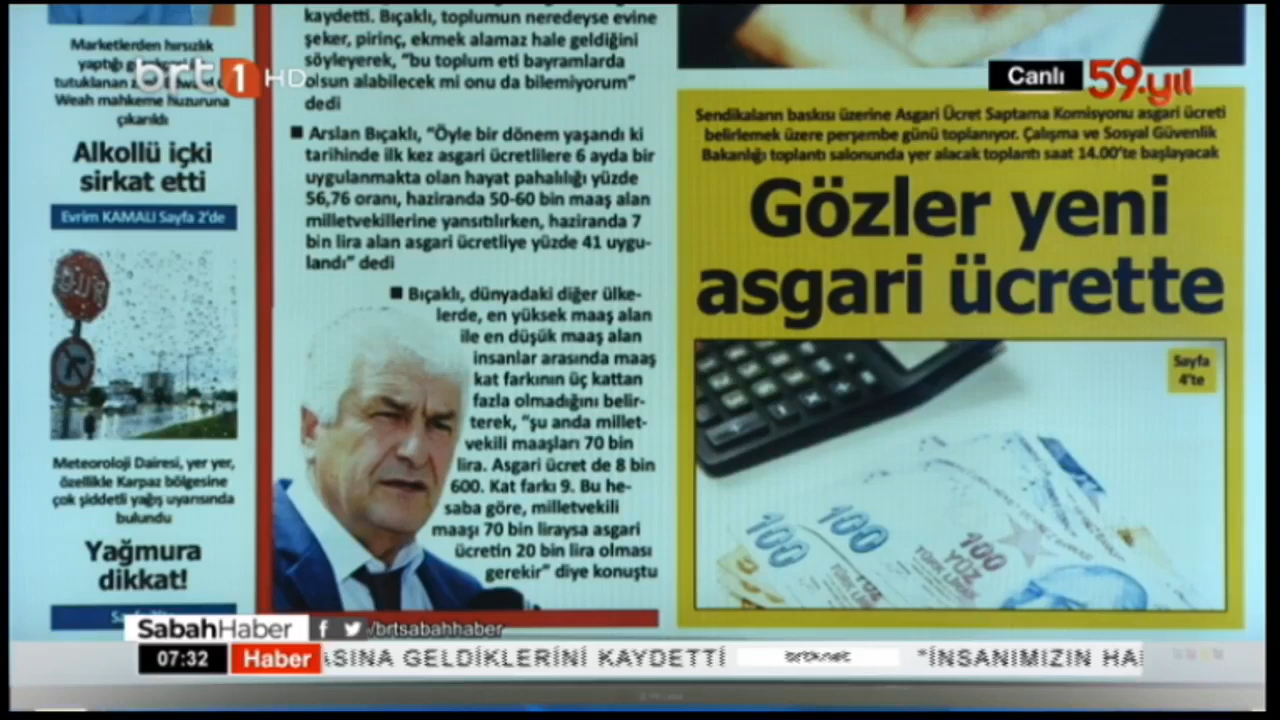 Marketlerden hırsızlık
yaptığı
tutuklanan
Weah mahkeme huzuruna
çıkarıldı
Alkollü içki
sirkat etti
Evrim KAMALI Sayfa 2'de
Meteoroloji Dairesi, yer yer,
özellikle Karpaz bölgesine
çok şiddetli yağış uyarısında
bulundu
Yağmura
dikkat!
kaydetti. Bıçaklı, toplumun neredeyse evine
şeker, pirinç, ekmek alamaz hale geldiğini
söyleyerek, "bu toplum eti bayramlarda
olsun alabilecek mi onu da bilemiyorum"
dedi
■ Arslan Bıçaklı, "Öyle bir dönem yaşandı ki
tarihinde ilk kez asgari ücretlilere 6 ayda bir
uygulanmakta olan hayat pahalılığı yüzde
56,76 oranı, haziranda 50-60 bin maaş alan
milletvekillerine yansıtılırken, haziranda 7
bin lira alan asgari ücretliye yüzde 41 uygu-
landı" dedi
■ Bıçaklı, dünyadaki diğer ülke-
lerde, en yüksek maaş alan
ile en düşük maaş alan
insanlar arasında maaş
kat farkının üç kattan
fazla olmadığını belir-
terek, "şu anda millet-
vekili maaşları 70 bin
lira. Asgari ücret de 8 bin
600. Kat farkı 9. Bu he-
saba göre, milletvekili
maaşı 70 bin liraysa asgari
ücretin 20 bin lira olması
gerekir" diye konuştu
Sendikaların baskısı üzerine Asgari Ücret Saptama Komisyonu asgari ücreti
belirlemek üzere perşembe günü toplanıyor. Çalışma ve Sosyal Güvenlik
Bakanlığı toplantı salonunda yer alacak toplantı saat 14.00'te başlayacak
Gözler yeni
asgari ücrette
Sayfa
4'te
100
100
100
YÜZ
brt 1 HD
Canlı 59.yıl
SabahHaber f /brtsabahhaber
07:32 Haber ASINA GELDİKLERİNİ KAYDETTİ brtk.net "İNSANIMIZIN HA